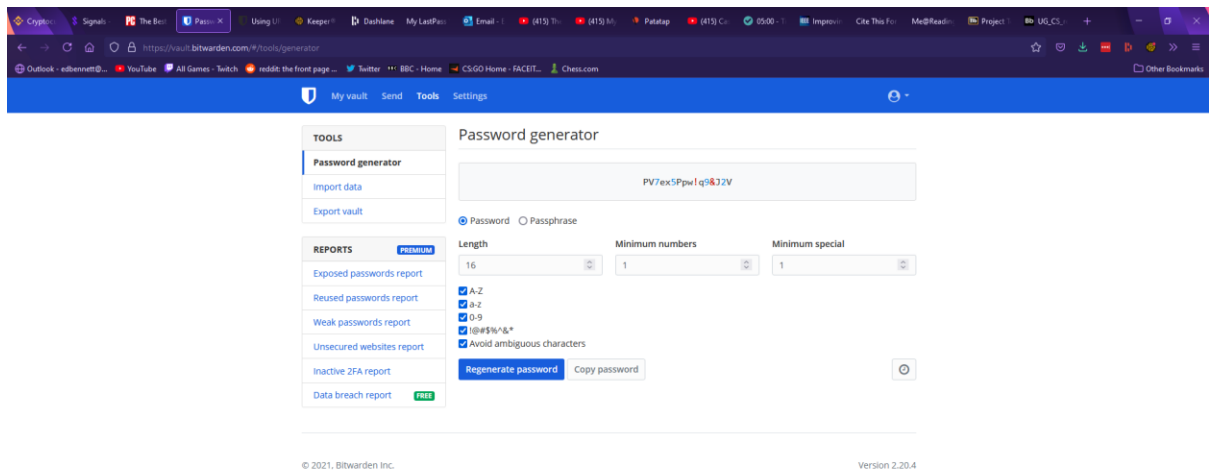 Cryptoc Signals PC The Best Passw Using UI Keeper® Dashlane My LastPass Email - (415) Th (415) My Patatap (415) Ca 05:00 - Improvin Cite This For Me@Readin Project UG_CS_
https://vault.bitwarden.com/#/tools/generator
Outlook - edbennett@... YouTube All Games - Twitch reddit: the front page ... Twitter BBC - Home CS:GO Home - FACEIT... Chess.com Other Bookmarks
My vault Send Tools Settings
TOOLS
Password generator
Import data
Export vault
REPORTS PREMIUM
Exposed passwords report
Reused passwords report
Weak passwords report
Unsecured websites report
Inactive 2FA report
Data breach report FREE
Password generator
PV7ex5Ppw!q9&J2V
Password Passphrase
Length Minimum numbers Minimum special
16 1 1
A-Z
a-z
0-9
!@#$%^&*
Avoid ambiguous characters
Regenerate password Copy password
© 2021, Bitwarden Inc. Version 2.20.4